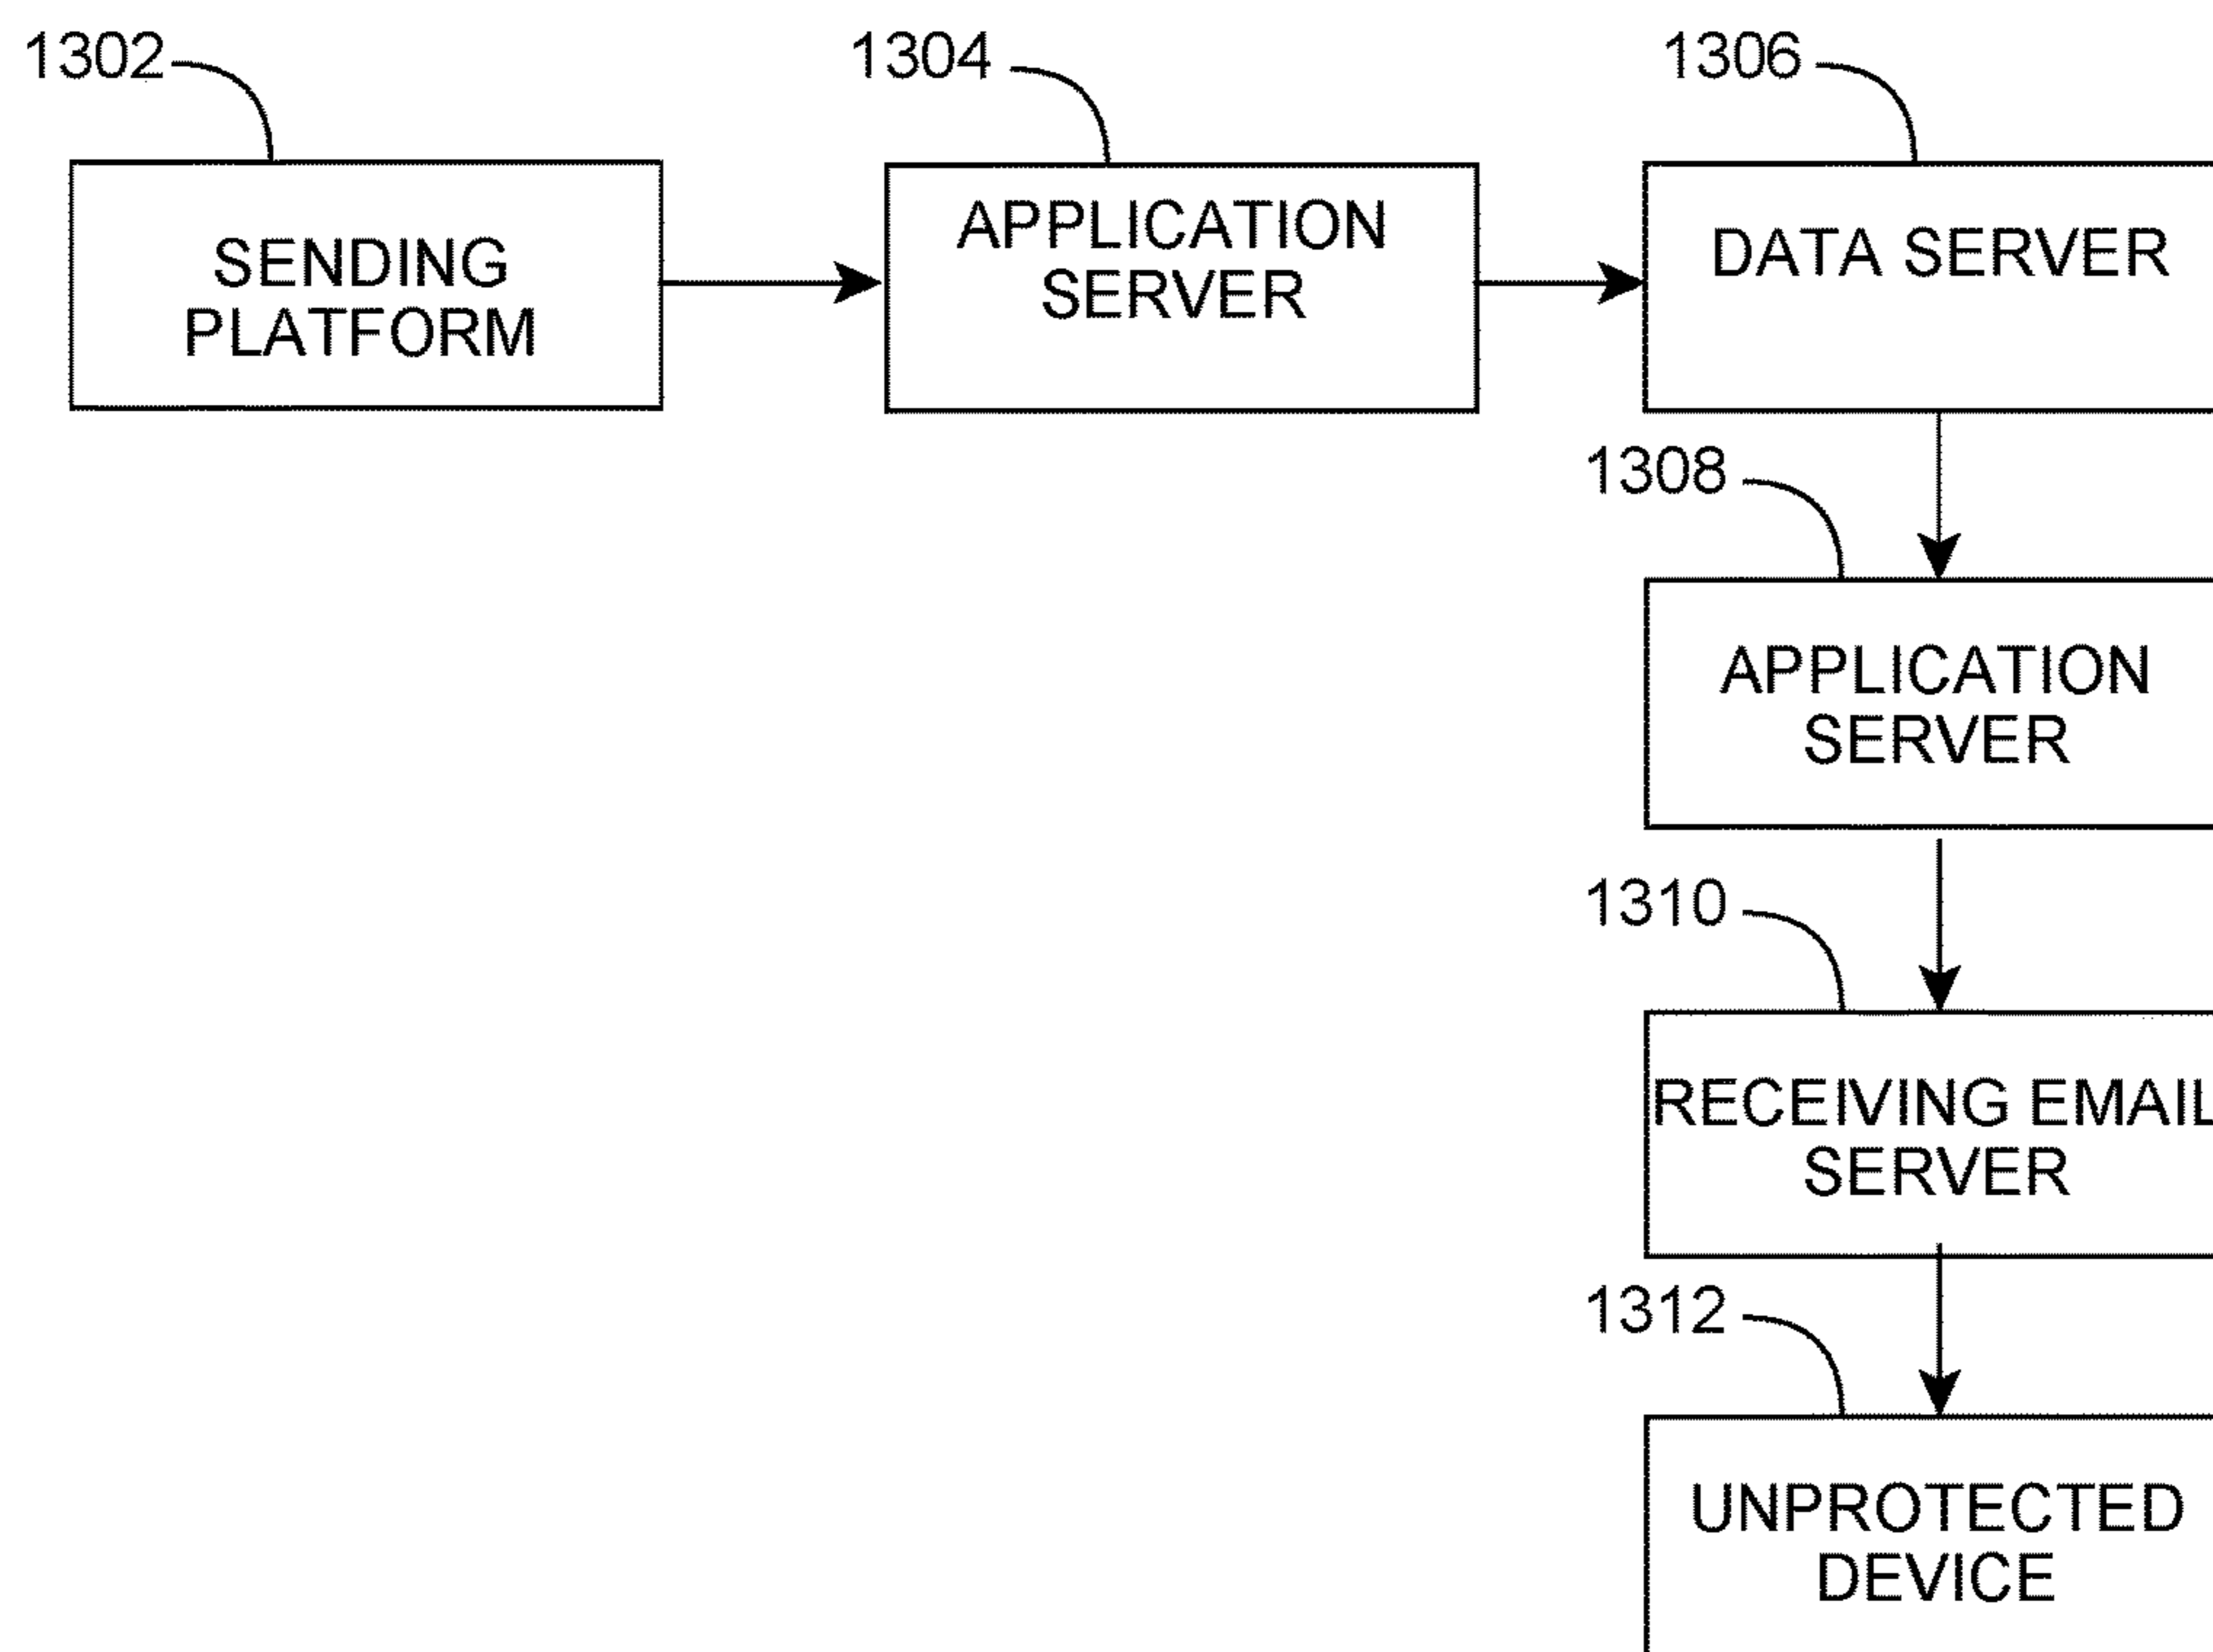 1302
1304
1306
SENDING
PLATFORM
APPLICATION
SERVER
DATA SERVER
1308
APPLICATION
SERVER
1310
RECEIVING EMAIL
SERVER
1312
UNPROTECTED
DEVICE